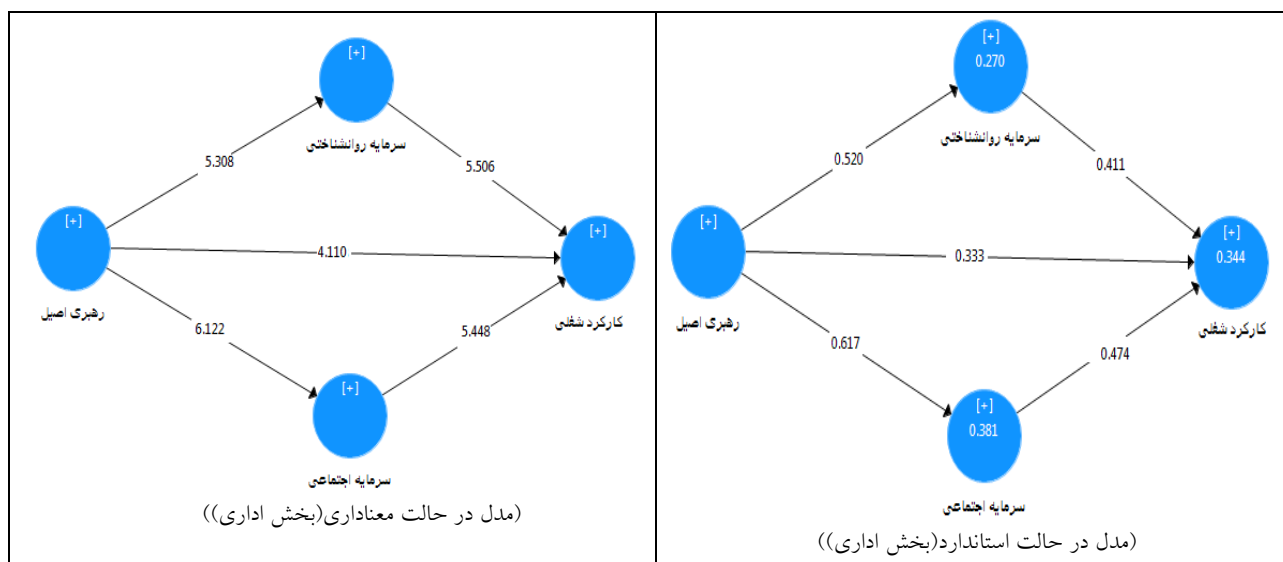 [+]
سرمایه روانشناختی
5.308
5.506
[+]
[+]
4.110
رهبری اصیل
کارکرد شغلی
6.122
5.448
[+]
سرمایه اجتماعی
(مدل در حالت معناداری(بخش اداری))
[+]
0.270
سرمایه روانشناختی
0.520
0.411
[+]
[+]
0.333
0.344
رهبری اصیل
کارکرد شغلی
0.617
0.474
[+]
0.381
سرمایه اجتماعی
(مدل در حالت استاندارد(بخش اداری))